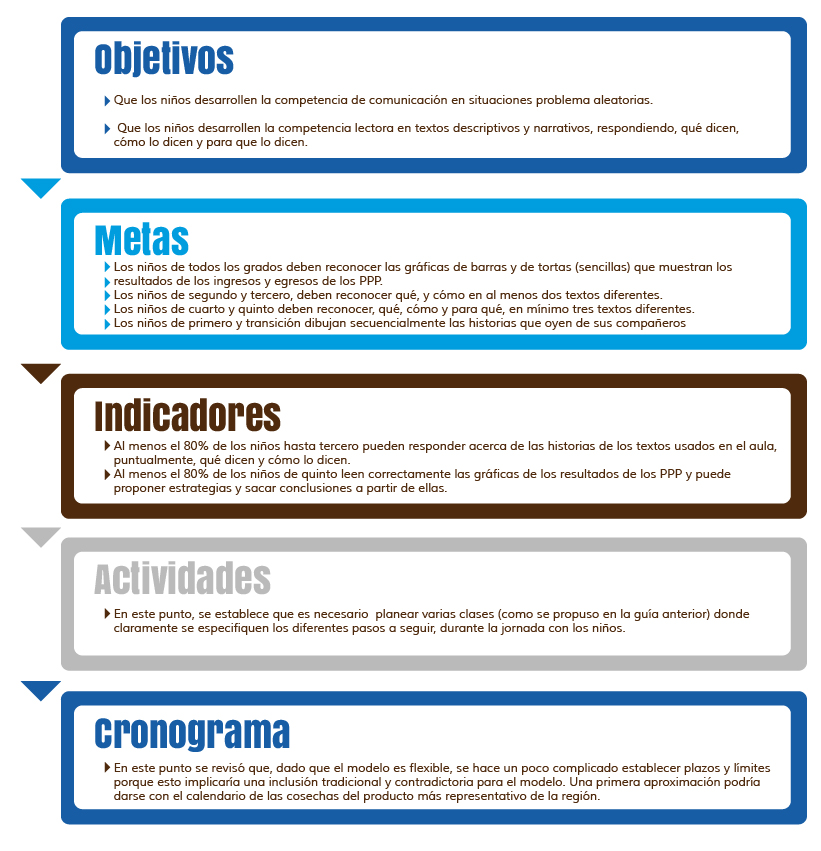 Objetivos
Que los niños desarrollen la competencia de comunicación en situaciones problema aleatorias.
Que los niños desarrollen la competencia lectora en textos descriptivos y narrativos, respondiendo, qué dicen,
cómo lo dicen y para que lo dicen.
Metas
Los niños de todos los grados deben reconocer las gráficas de barras y de tortas (sencillas) que muestran los
resultados de los ingresos y egresos de los PPP.
Los niños de segundo y tercero, deben reconocer qué, y cómo en al menos dos textos diferentes.
Los niños de cuarto y quinto deben reconocer, qué, cómo y para qué, en mínimo tres textos diferentes.
Los niños de primero y transición dibujan secuencialmente las historias que oyen de sus compañeros
Indicadores
Al menos el 80% de los niños hasta tercero pueden responder acerca de las historias de los textos usados en el aula,
puntualmente, qué dicen y cómo lo dicen.
Al menos el 80% de los niños de quinto leen correctamente las gráficas de los resultados de los PPP y puede
proponer estrategias y sacar conclusiones a partir de ellas.
Actividades
En este punto, se establece que es necesario planear varias clases (como se propuso en la guía anterior) donde
claramente se especifiquen los diferentes pasos a seguir, durante la jornada con los niños.
Cronograma
En este punto se revisó que, dado que el modelo es flexible, se hace un poco complicado establecer plazos y límites
porque esto implicaría una inclusión tradicional y contradictoria para el modelo. Una primera aproximación podría
darse con el calendario de las cosechas del producto más representativo de la región.